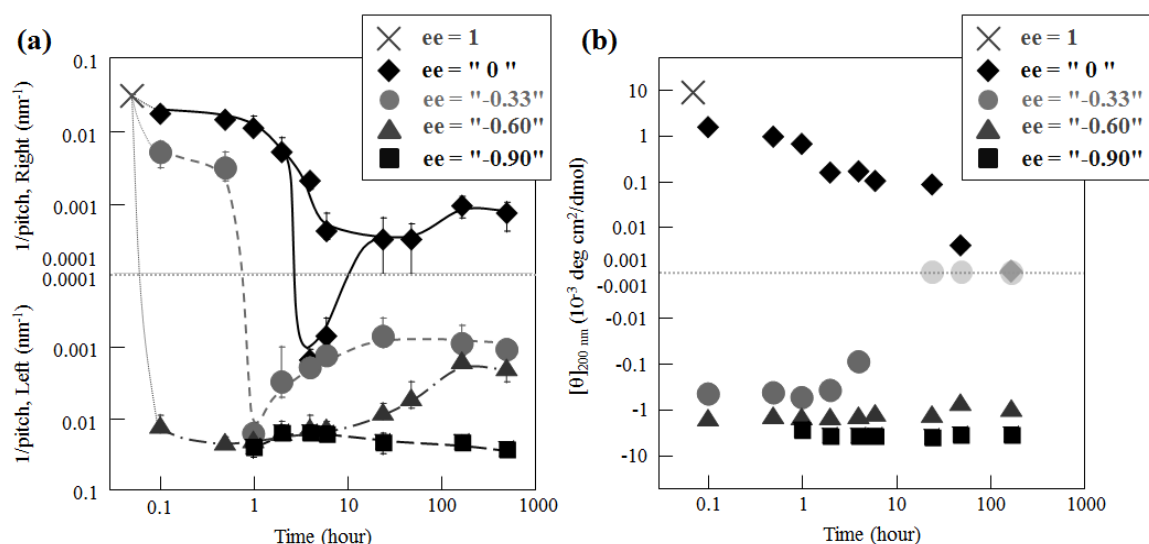 (a)
ee = 1
ee = " 0 "
ee = "-0.33"
ee = "-0.60"
ee = "-0.90"
1/pitch, Right (nm-1)
1/pitch, Left (nm-1)
0.1
0.01
0.001
0.0001
0.0001
0.001
0.01
0.1
0.1
1
10
100
1000
Time (hour)
(b)
ee = 1
ee = " 0 "
ee = "-0.33"
ee = "-0.60"
ee = "-0.90"
[θ]200 nm (10-3 deg cm2/dmol)
10
1
0.1
0.01
0.001
-0.001
-0.01
-0.1
-1
-10
0.1
1
10
100
1000
Time (hour)